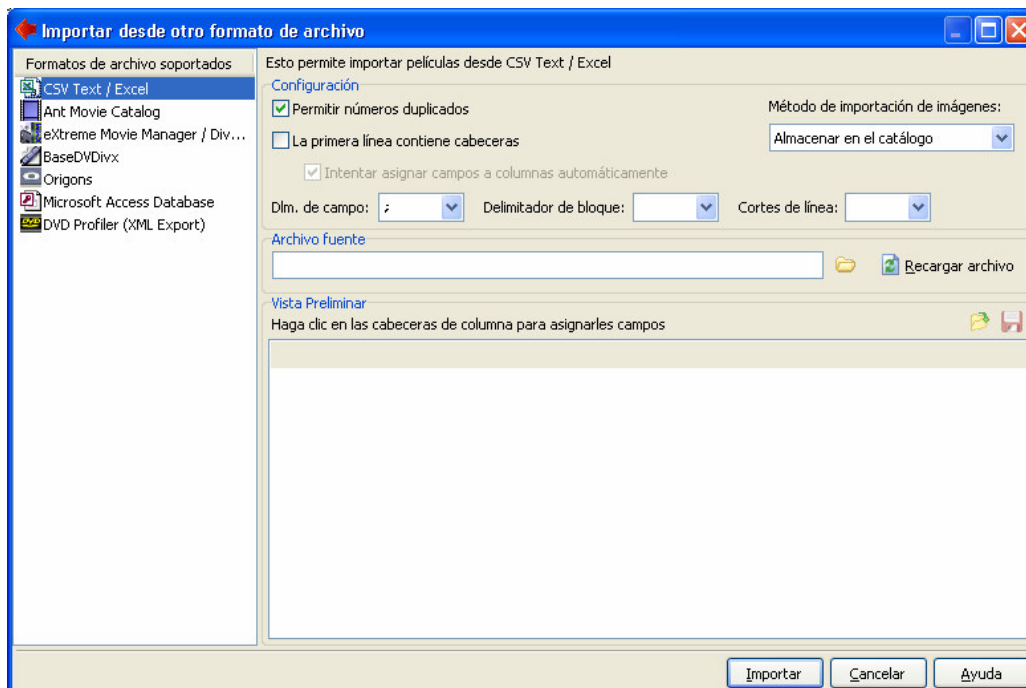 Importar desde otro formato de archivo
Formatos de archivo soportados
CSV Text / Excel
Ant Movie Catalog
eXtreme Movie Manager / Div...
BaseDVDivx
Origons
Microsoft Access Database
DVD Profiler (XML Export)
Esto permite importar películas desde CSV Text / Excel
Configuración
Permitir números duplicados
Método de importación de imágenes:
La primera línea contiene cabeceras
Almacenar en el catálogo
Intentar asignar campos a columnas automáticamente
Dlm. de campo: ; Delimitador de bloque: Cortes de línea:
Archivo fuente
Recargar archivo
Vista Preliminar
Haga clic en las cabeceras de columna para asignarles campos
Importar Cancelar Ayuda